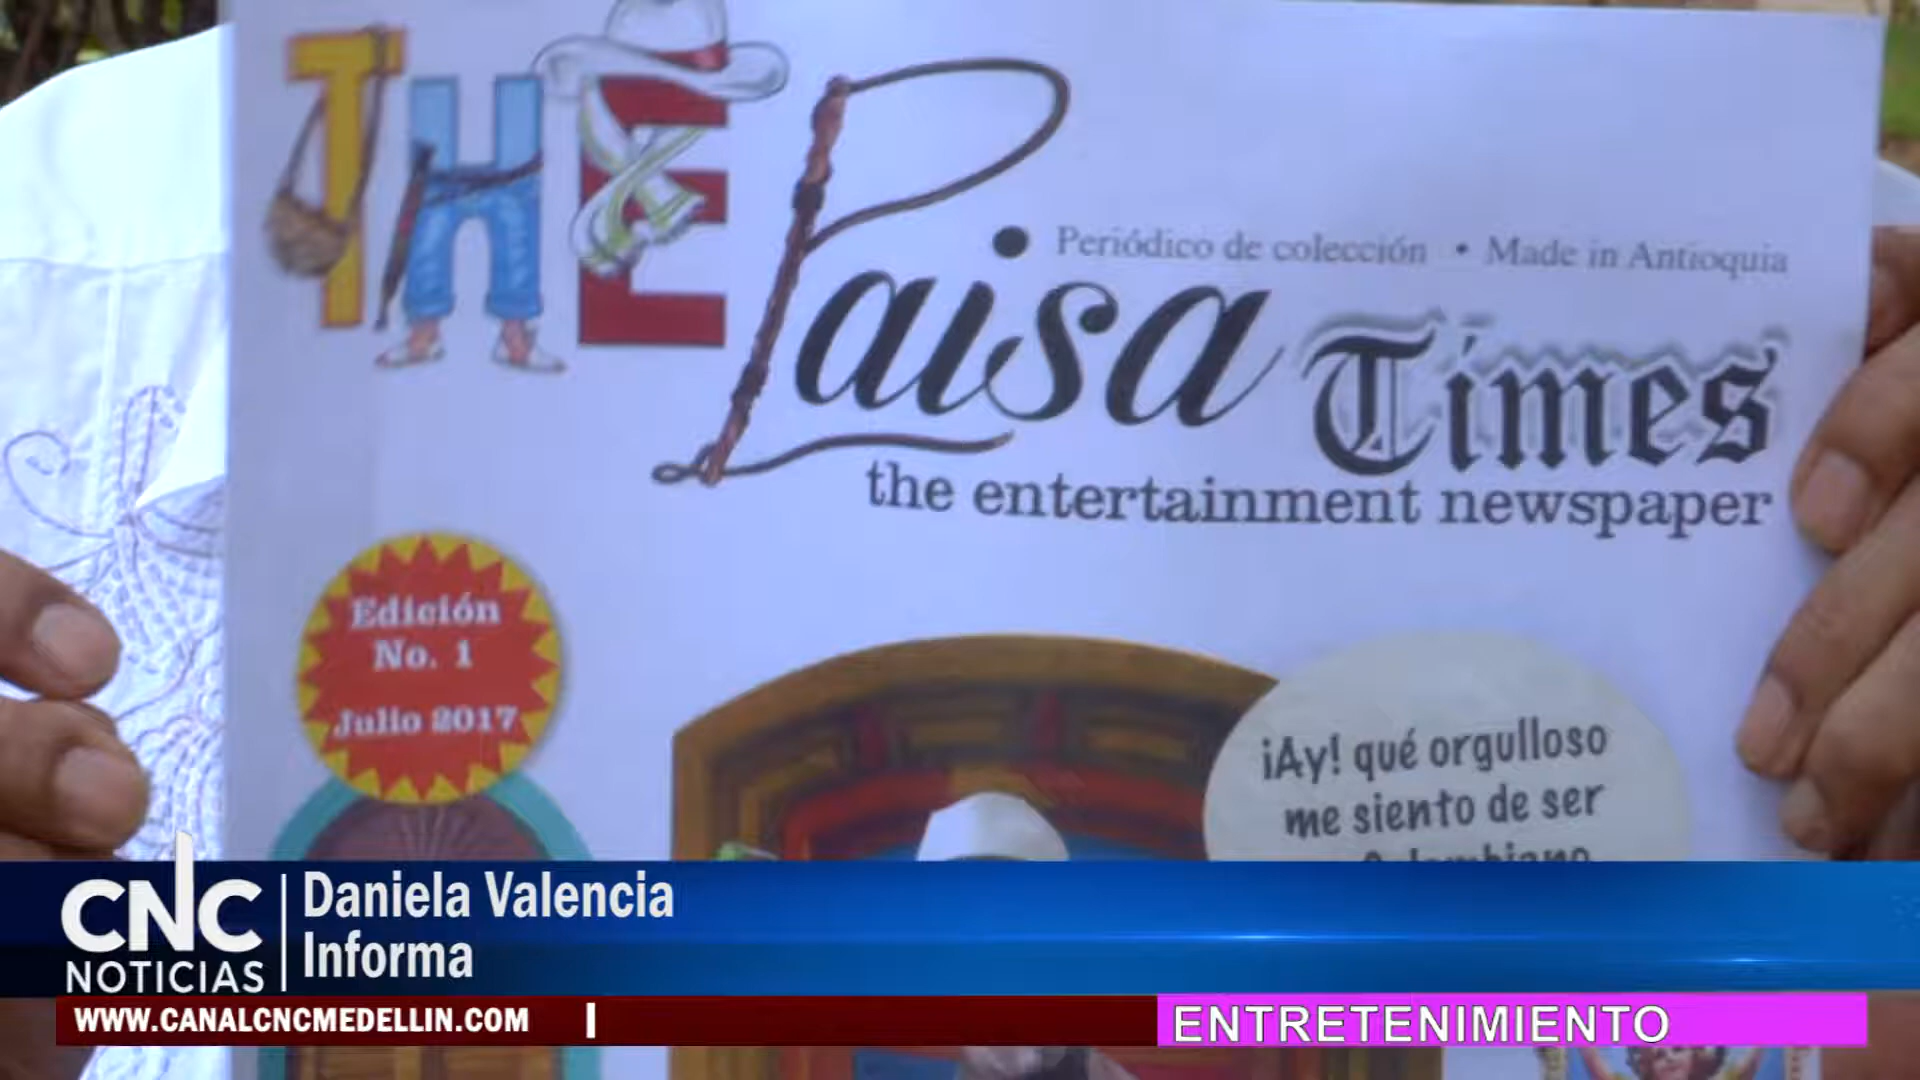 THE Paisa Times
Periódico de colección • Made in Antioquia
the entertainment newspaper
Edición
No. 1
Julio 2017
¡Ay! qué orgulloso
me siento de ser
CNC
NOTICIAS
Daniela Valencia
Informa
WWW.CANALCNCMEDELLIN.COM
ENTRETENIMIENTO